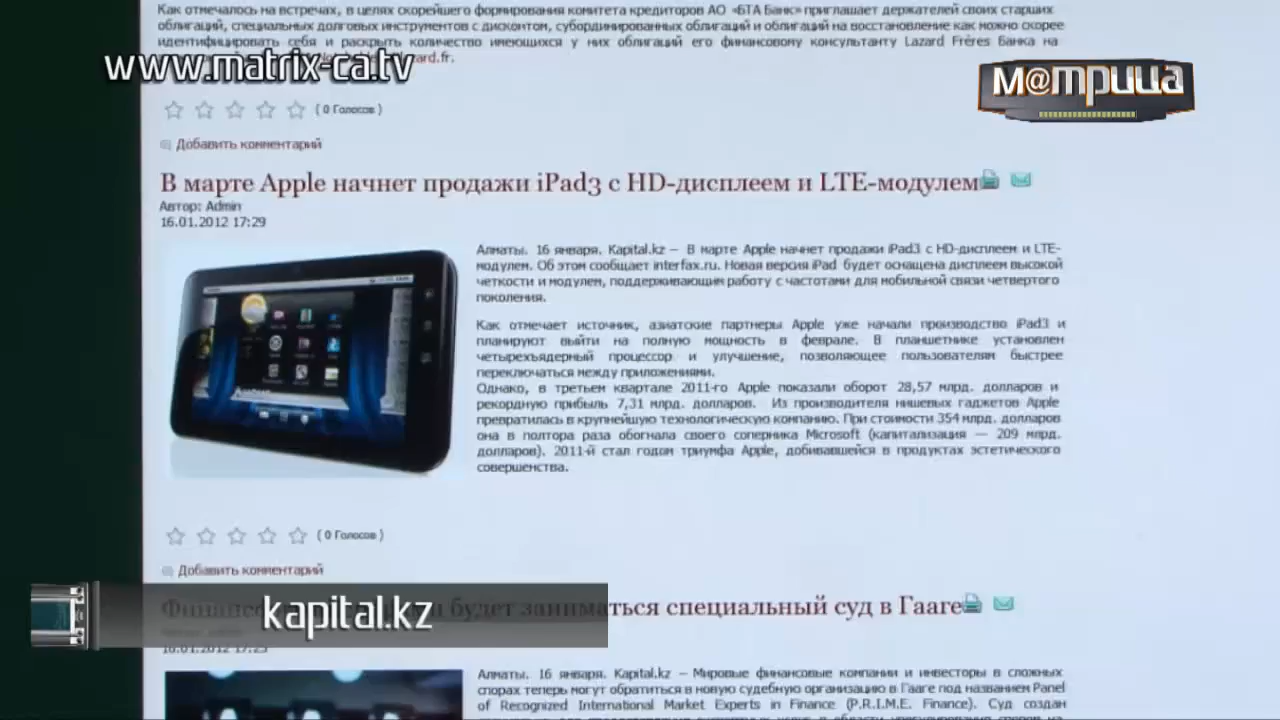 Как отмечалось на встречах, в целях скорейшего формирования комитета кредиторов АО «БТА Банк» приглашает держателей своих старших
облигаций, специальных долговых инструментов с дисконтом, субординированных облигаций и облигаций на восстановление как можно скорее
идентифицировать себя и раскрыть количество имеющихся у них облигаций его финансовому консультанту Lazard Frères Банка на
www.matrix-ca.tv
М@трица
( 0 Голосов )
Добавить комментарий
В марте Apple начнет продажи iPad3 с HD-дисплеем и LTE-модулем
Автор: Admin
16.01.2012 17:29
Алматы. 16 января. Kapital.kz – В марте Apple начнет продажи iPad3 с HD-дисплеем и LTE-
модулем. Об этом сообщает interfax.ru. Новая версия iPad будет оснащена дисплеем высокой
четкости и модулем, поддерживающим работу с частотами для мобильной связи четвертого
поколения.
Как отмечает источник, азиатские партнеры Apple уже начали производство iPad3 и
планируют выйти на полную мощность в феврале. В планшетнике установлен
четырехъядерный процессор и улучшение, позволяющее пользователям быстрее
переключаться между приложениями.
Однако, в третьем квартале 2011-го Apple показали оборот 28,57 млрд. долларов и
рекордную прибыль 7,31 млрд. долларов. Из производителя нишевых гаджетов Apple
превратилась в крупнейшую технологическую компанию. При стоимости 354 млрд. долларов
она в полтора раза обогнала своего соперника Microsoft (капитализация — 209 млрд.
долларов). 2011-й стал годом триумфа Apple, добивавшейся в продуктах эстетического
совершенства.
( 0 Голосов )
Добавить комментарий
будет заниматься специальный суд в Гааге
kapital.kz
16.01.2012 17:23
Алматы. 16 января. Kapital.kz – Мировые финансовые компании и инвесторы в сложных
спорах теперь могут обратиться в новую судебную организацию в Гааге под названием Panel
of Recognized International Market Experts in Finance (P.R.I.M.E. Finance). Суд создан